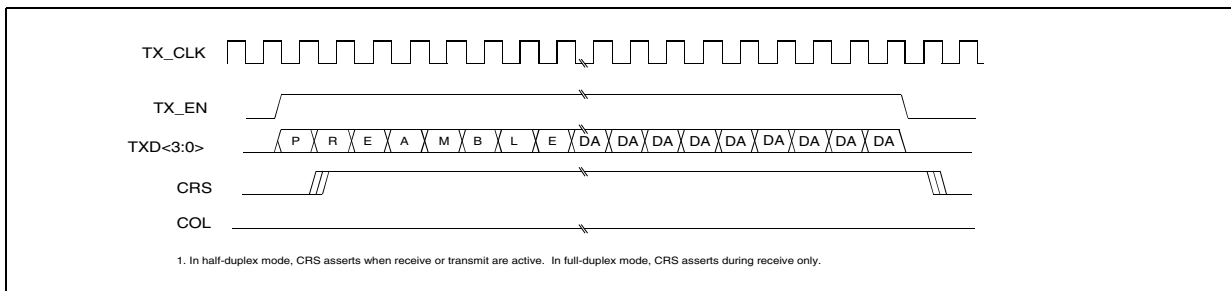 TX_CLK
TX_EN
TXD<3:0>
P R E A M B L E DA DA DA DA DA DA DA DA DA
CRS
COL
1. In half-duplex mode, CRS asserts when receive or transmit are active. In full-duplex mode, CRS asserts during receive only.